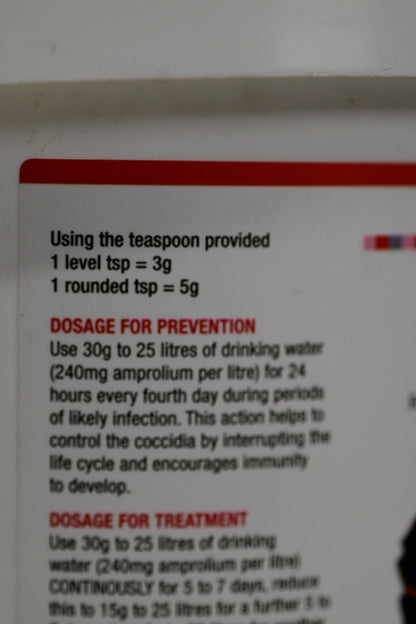 Using the teaspoon provided
1 level tsp = 3g
1 rounded tsp = 5g
DOSAGE FOR PREVENTION
Use 30g to 25 litres of drinking water
(240mg amprolium per litre) for 24
hours every fourth day during periods
of likely infection. This action helps to
control the coccidia by interrupting the
life cycle and encourages immunity
to develop.
DOSAGE FOR TREATMENT
Use 30g to 25 litres of drinking
water (240mg amprolium per litre)
CONTINOUSLY for 5 to 7 days, reduce
this to 15g to 25 litres for a further 5 to